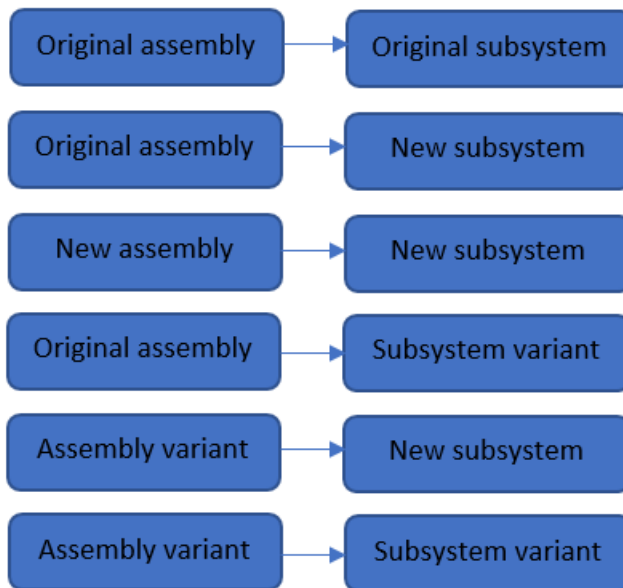 Original assembly
Original subsystem
Original assembly
New subsystem
New assembly
New subsystem
Original assembly
Subsystem variant
Assembly variant
New subsystem
Assembly variant
Subsystem variant